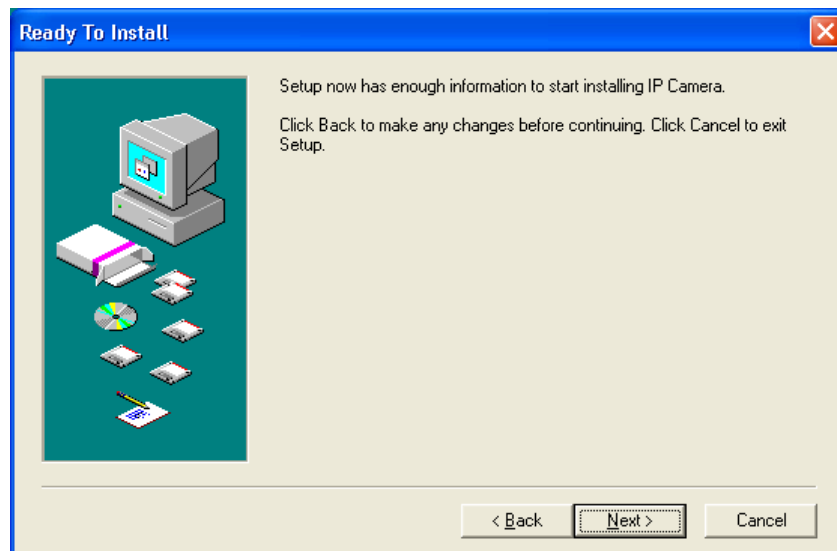 Ready To Install
Setup now has enough information to start installing IP Camera.
Click Back to make any changes before continuing. Click Cancel to exit
Setup.
< Back
Next >
Cancel